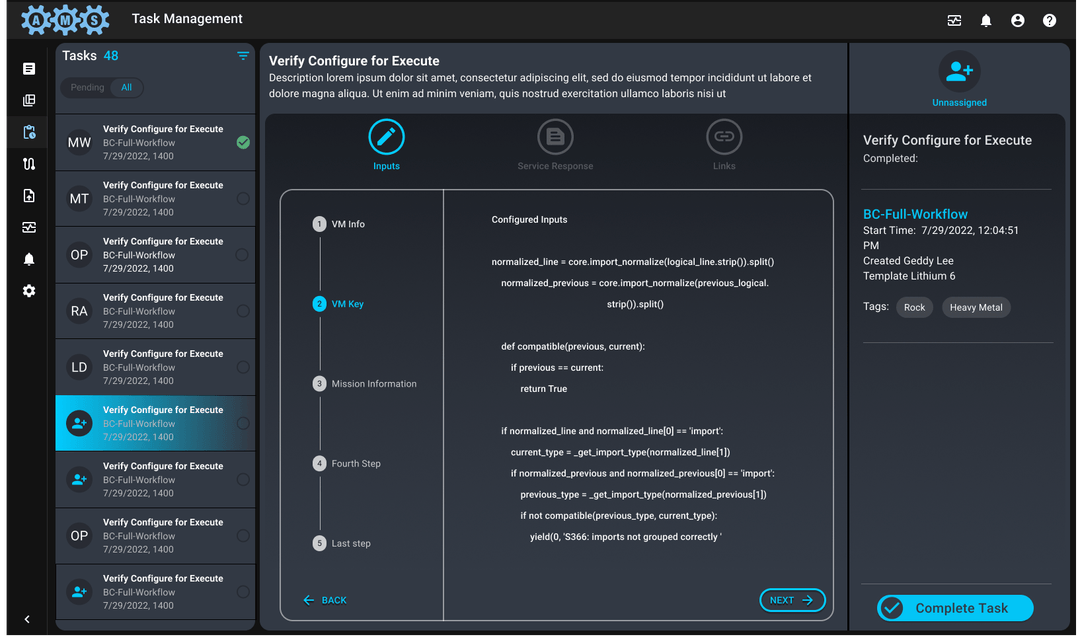 AMS
Task Management
Tasks 48
Pending All
MW
Verify Configure for Execute
BC-Full-Workflow
7/29/2022, 1400
MT
Verify Configure for Execute
BC-Full-Workflow
7/29/2022, 1400
OP
Verify Configure for Execute
BC-Full-Workflow
7/29/2022, 1400
RA
Verify Configure for Execute
BC-Full-Workflow
7/29/2022, 1400
LD
Verify Configure for Execute
BC-Full-Workflow
7/29/2022, 1400
Verify Configure for Execute
BC-Full-Workflow
7/29/2022, 1400
Verify Configure for Execute
BC-Full-Workflow
7/29/2022, 1400
OP
Verify Configure for Execute
BC-Full-Workflow
7/29/2022, 1400
Verify Configure for Execute
BC-Full-Workflow
7/29/2022, 1400
Verify Configure for Execute
Description lorem ipsum dolor sit amet, consectetur adipiscing elit, sed do eiusmod tempor incididunt ut labore et
dolore magna aliqua. Ut enim ad minim veniam, quis nostrud exercitation ullamco laboris nisi ut
Inputs
Service Response
Links
1 VM Info
2 VM Key
3 Mission Information
4 Fourth Step
5 Last step
Configured Inputs
normalized_line = core.import_normalize(logical_line.strip()).split()
normalized_previous = core.import_normalize(previous_logical.
strip()).split()
def compatible(previous, current):
if previous == current:
return True
if normalized_line and normalized_line[0] == 'import':
current_type = _get_import_type(normalized_line[1])
if normalized_previous and normalized_previous[0] == 'import':
previous_type = _get_import_type(normalized_previous[1])
if not compatible(previous_type, current_type):
yield(0, 'S366: imports not grouped correctly '
BACK
NEXT
Unassigned
Verify Configure for Execute
Completed:
BC-Full-Workflow
Start Time: 7/29/2022, 12:04:51
PM
Created Geddy Lee
Template Lithium 6
Tags: Rock Heavy Metal
Complete Task